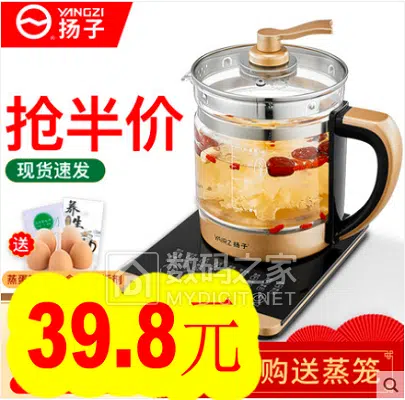 YANGZI
扬子
抢半价
现货速发
养生
送
YANGZI 扬子
数码之家
MYDIGIT.NET
39.8元
购送蒸笼